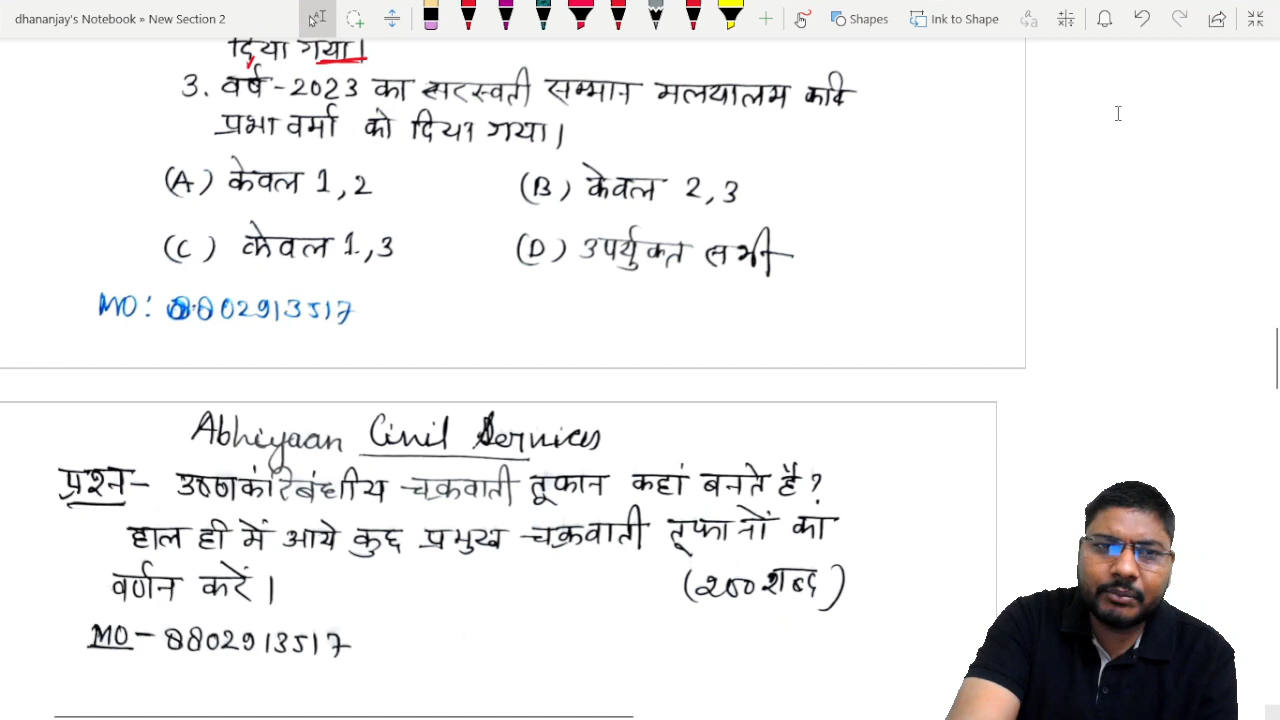 dhananjay's Notebook » New Section 2
Shapes
Ink to Shape
दिया गया।
3. वर्ष - 2023 का सरस्वती सम्मान मलयालम कवि
प्रभा वर्मा को दिया गया।
(A) केवल 1,2
(B) केवल 2,3
(C) केवल 1,3
(D) उपर्युक्त सभी
MO: 8802913517
Abhiyaan Civil Services
प्रश्न- उष्णकटिबंधीय चक्रवाती तूफान कहां बनते है?
हाल ही में आये कुछ प्रमुख चक्रवाती तूफानों का
वर्णन करें।
(200 शब्द)
MO - 8802913517